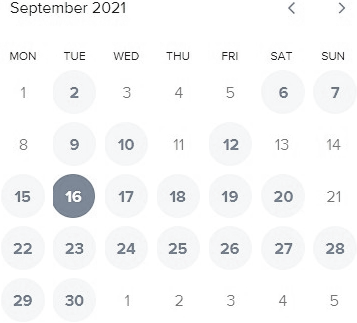 September 2021
MON TUE WED THU FRI SAT SUN
1 2 3 4 5 6 7
8 9 10 11 12 13 14
15 16 17 18 19 20 21
22 23 24 25 26 27 28
29 30 1 2 3 4 5